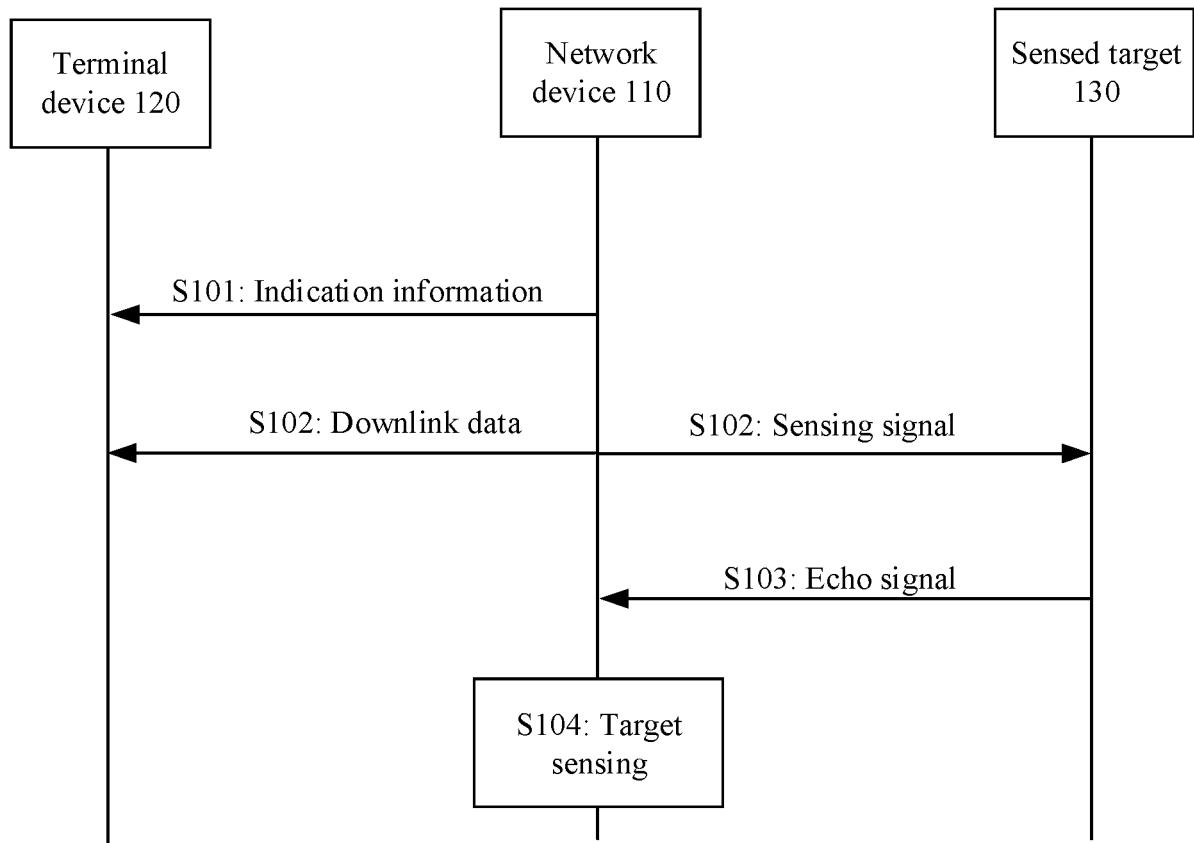 Terminal
device 120
Network
device 110
Sensed target
130
S101: Indication information
S102: Downlink data
S102: Sensing signal
S103: Echo signal
S104: Target
sensing